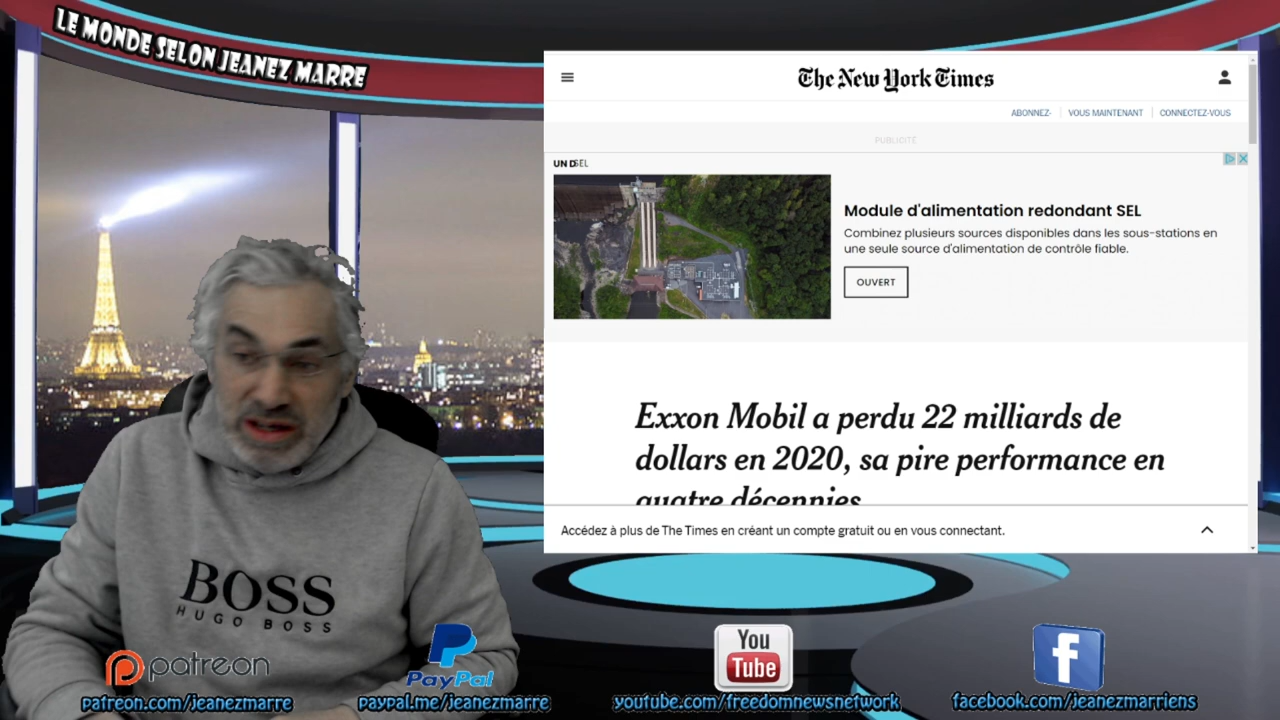 LE MONDE SELON JEANEZ MARRE
The New York Times
ABONNEZ- VOUS MAINTENANT CONNECTEZ-VOUS
PUBLICITÉ
SEL
Module d'alimentation redondant SEL
Combinez plusieurs sources disponibles dans les sous-stations en
une seule source d'alimentation de contrôle fiable.
OUVERT
Exxon Mobil a perdu 22 milliards de
dollars en 2020, sa pire performance en
quatre décennies
Accédez à plus de The Times en créant un compte gratuit ou en vous connectant.
BOSS
HUGO BOSS
patreon
PayPal
You
Tube
f
patreon.com/jeanezmarre
paypal.me/jeanezmarre
youtube.com/freedomnewsnetwork
facebook.com/jeanezmarriens